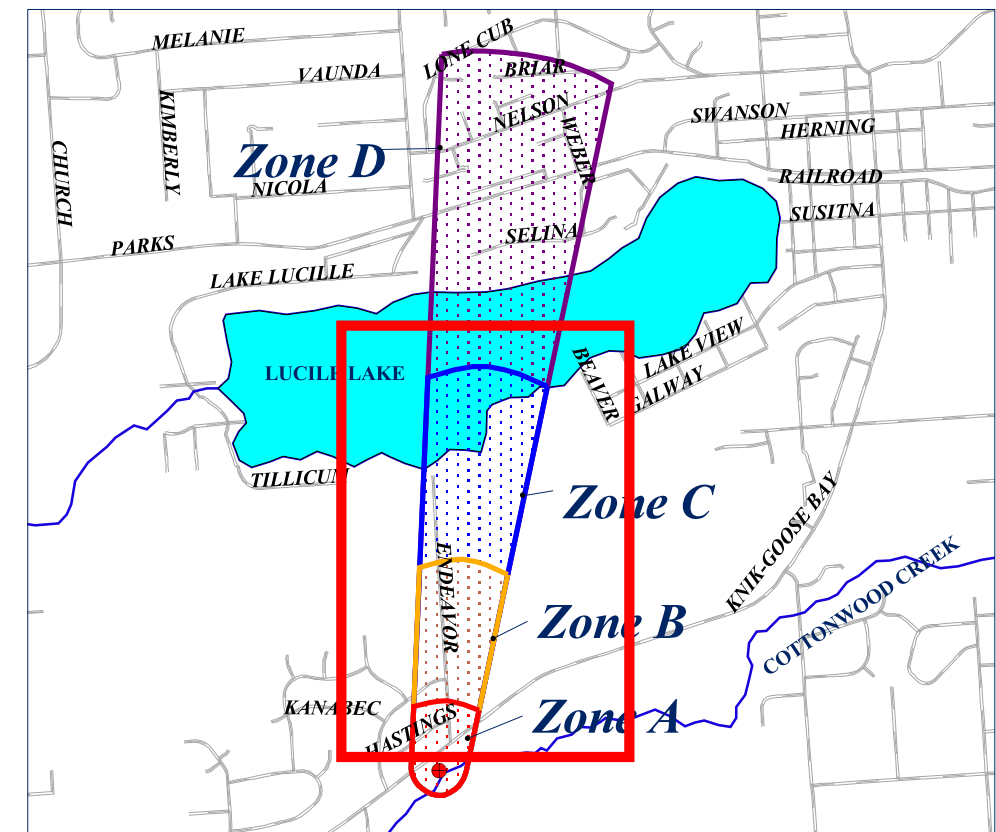 LONE CUB
MELANIE
VAUNDA
BRIAR
KIMBERLY
NELSON
SWANSON
HERNING
WEBER
CHURCH
Zone D
NICOLA
RAILROAD
SUSITNA
PARKS
SELINA
LAKE LUCILLE
LAKE VIEW
LUCILE LAKE
BEAVER
GALWAY
TILLICUM
Zone C
KNIK-GOOSE BAY
ENDEAVOR
COTTONWOOD CREEK
Zone B
KANABEC
HASTINGS
Zone A